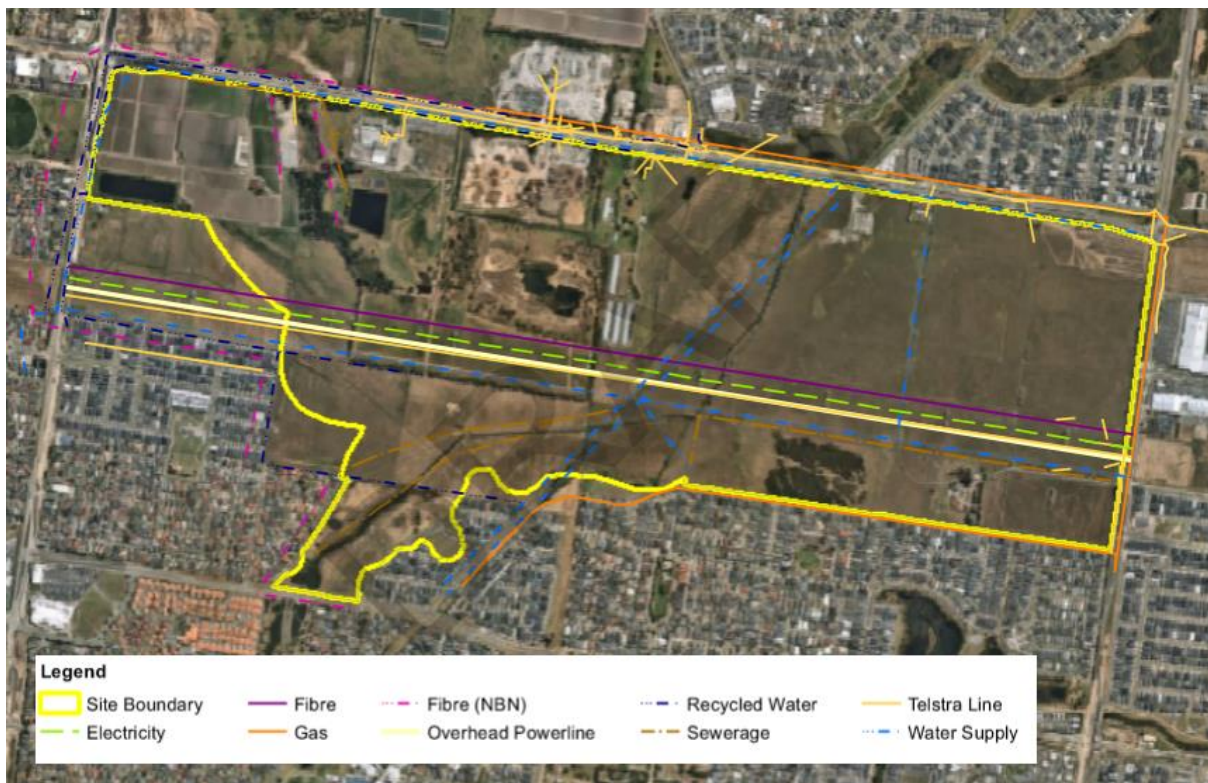 Legend
Site Boundary Fibre Fibre (NBN) Recycled Water Telstra Line
Electricity Gas Overhead Powerline Sewerage Water Supply